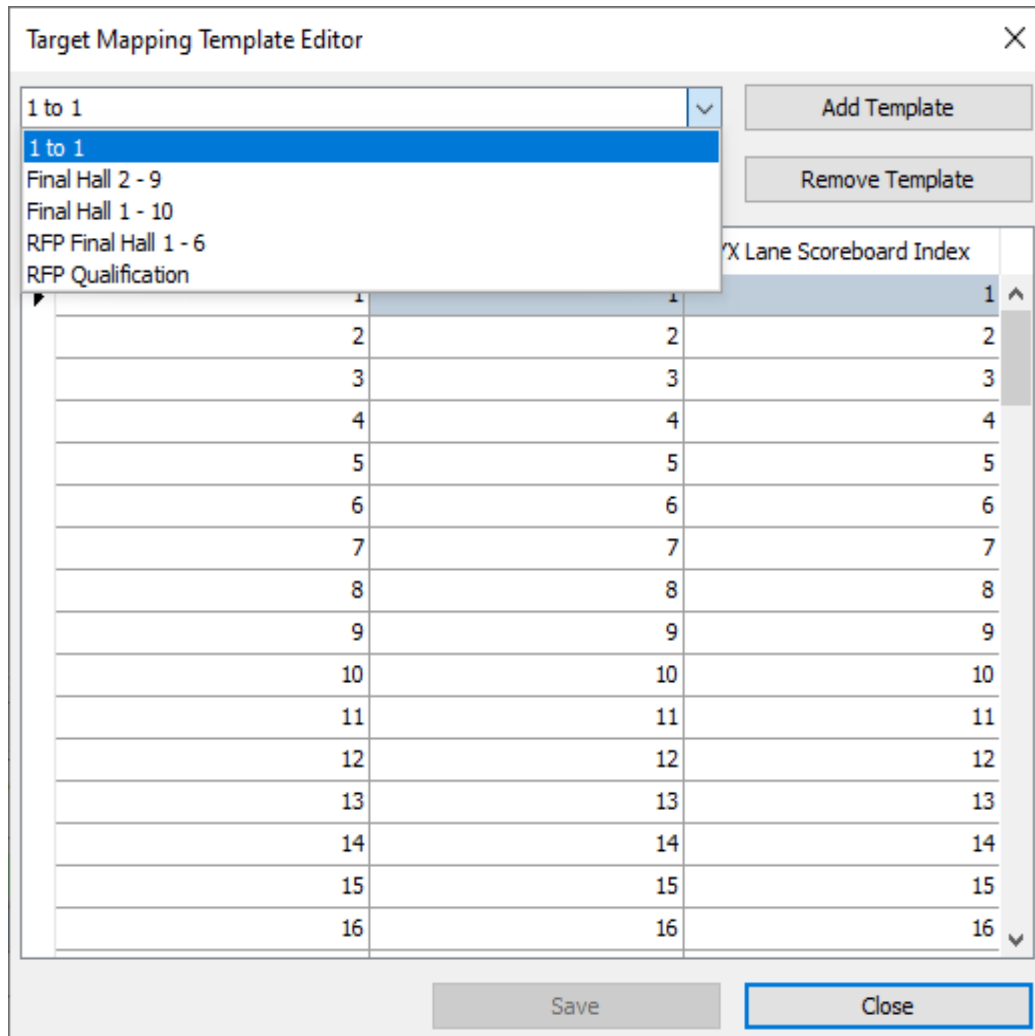 Target Mapping Template Editor
1 to 1
Add Template
1 to 1
Final Hall 2 - 9
Remove Template
Final Hall 1 - 10
RFP Final Hall 1 - 6
RFP Qualification
Lane Scoreboard Index
1 1 1
2 2 2
3 3 3
4 4 4
5 5 5
6 6 6
7 7 7
8 8 8
9 9 9
10 10 10
11 11 11
12 12 12
13 13 13
14 14 14
15 15 15
16 16 16
Save
Close